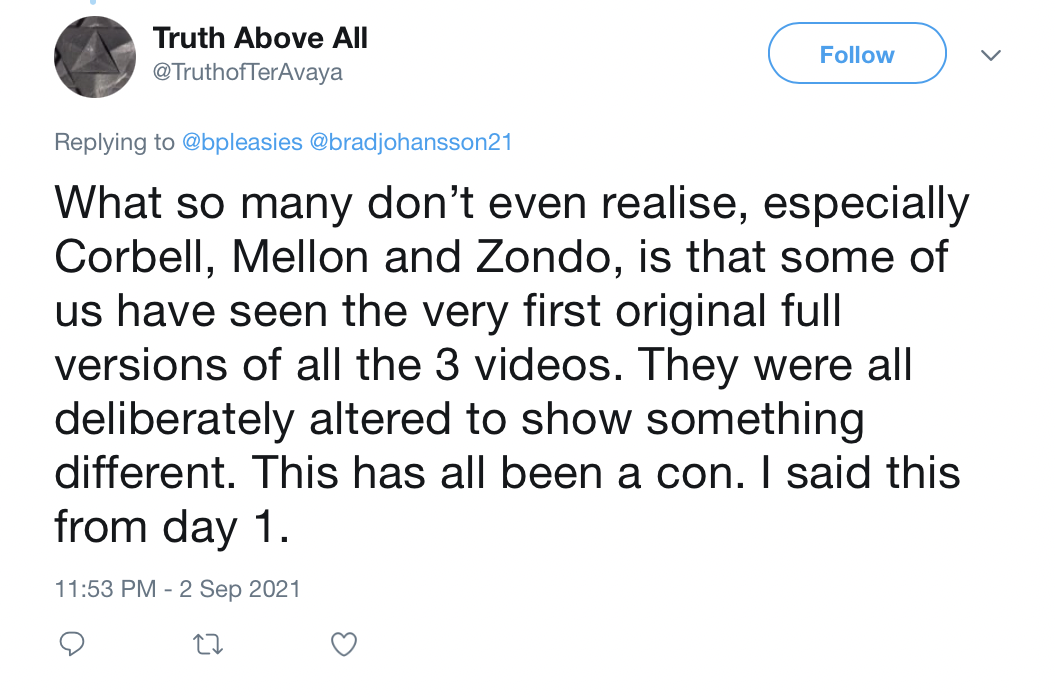 Truth Above All
@TruthofTerAvaya
Follow
Replying to @bpleasies @bradjohansson21
What so many don’t even realise, especially
Corbell, Mellon and Zondo, is that some of
us have seen the very first original full
versions of all the 3 videos. They were all
deliberately altered to show something
different. This has all been a con. I said this
from day 1.
11:53 PM - 2 Sep 2021